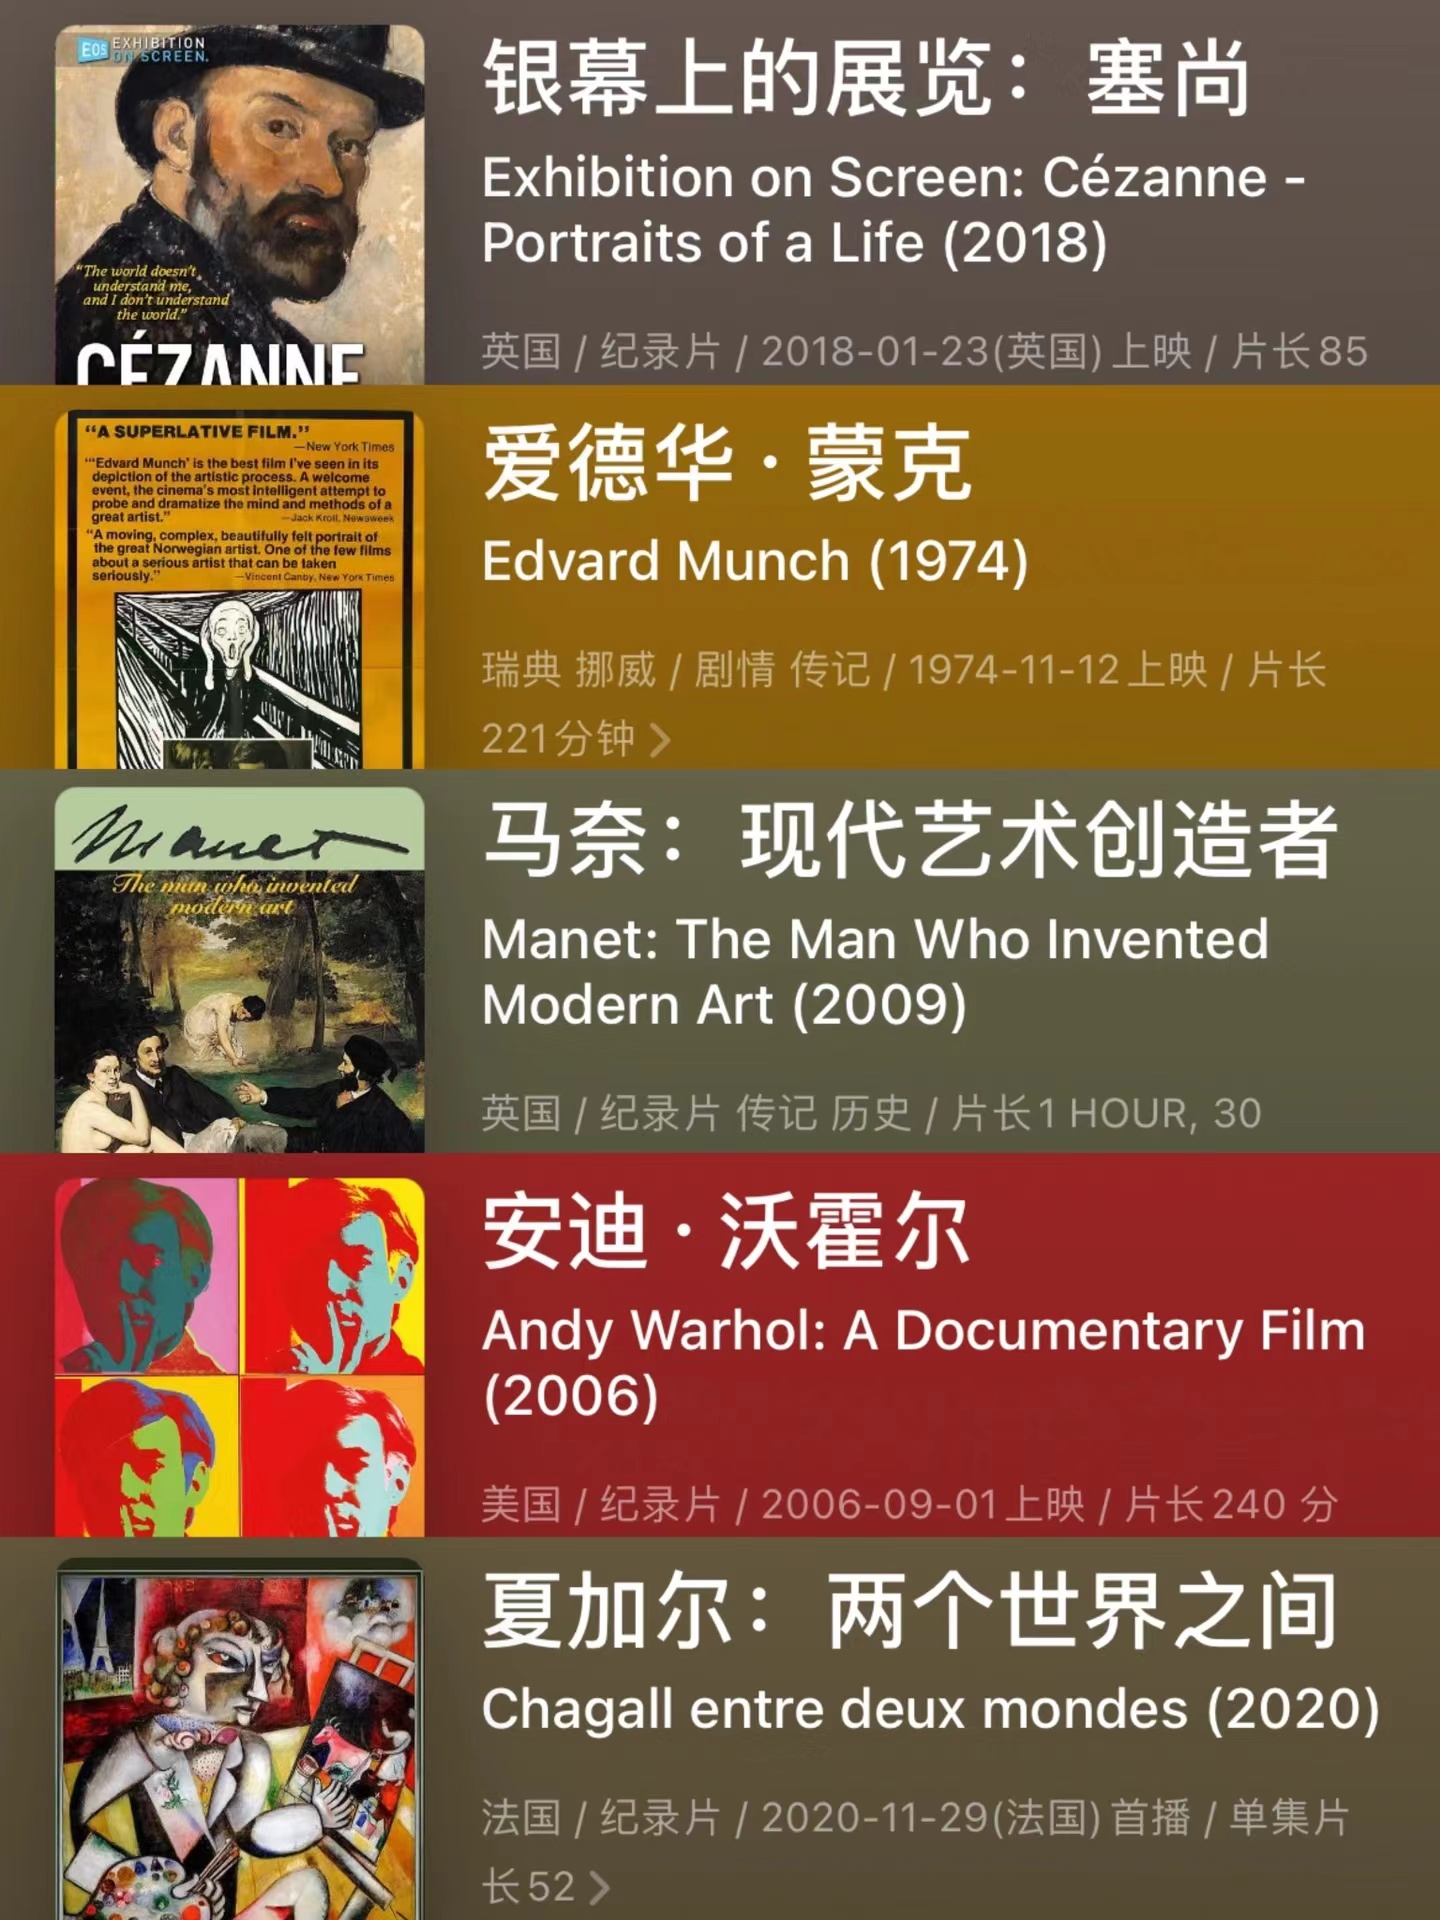 EOS EXHIBITION
ON SCREEN.
"The world doesn't
understand me,
and I don't understand
the world."
CÉZANNE
银幕上的展览：塞尚
Exhibition on Screen: Cézanne -
Portraits of a Life (2018)
英国 / 纪录片 / 2018-01-23(英国)上映 / 片长85
"A SUPERLATIVE FILM."
—New York Times
"'Edvard Munch' is the best film I've seen in its
depiction of the artistic process. A welcome
event, the cinema's most intelligent attempt to
probe and dramatize the mind and methods of a
great artist."
—Jack Kroll, Newsweek
"A moving, complex, beautifully felt portrait of
the great Norwegian artist. One of the few films
about a serious artist that can be taken
seriously."
—Vincent Canby, New York Times
爱德华·蒙克
Edvard Munch (1974)
瑞典 挪威 / 剧情 传记 / 1974-11-12上映 / 片长
221分钟
Manet
The man who invented
modern art
马奈：现代艺术创造者
Manet: The Man Who Invented
Modern Art (2009)
英国 / 纪录片 传记 历史 / 片长1 HOUR, 30
安迪·沃霍尔
Andy Warhol: A Documentary Film
(2006)
美国 / 纪录片 / 2006-09-01上映 / 片长240 分
夏加尔：两个世界之间
Chagall entre deux mondes (2020)
法国 / 纪录片 / 2020-11-29(法国)首播 / 单集片
长52